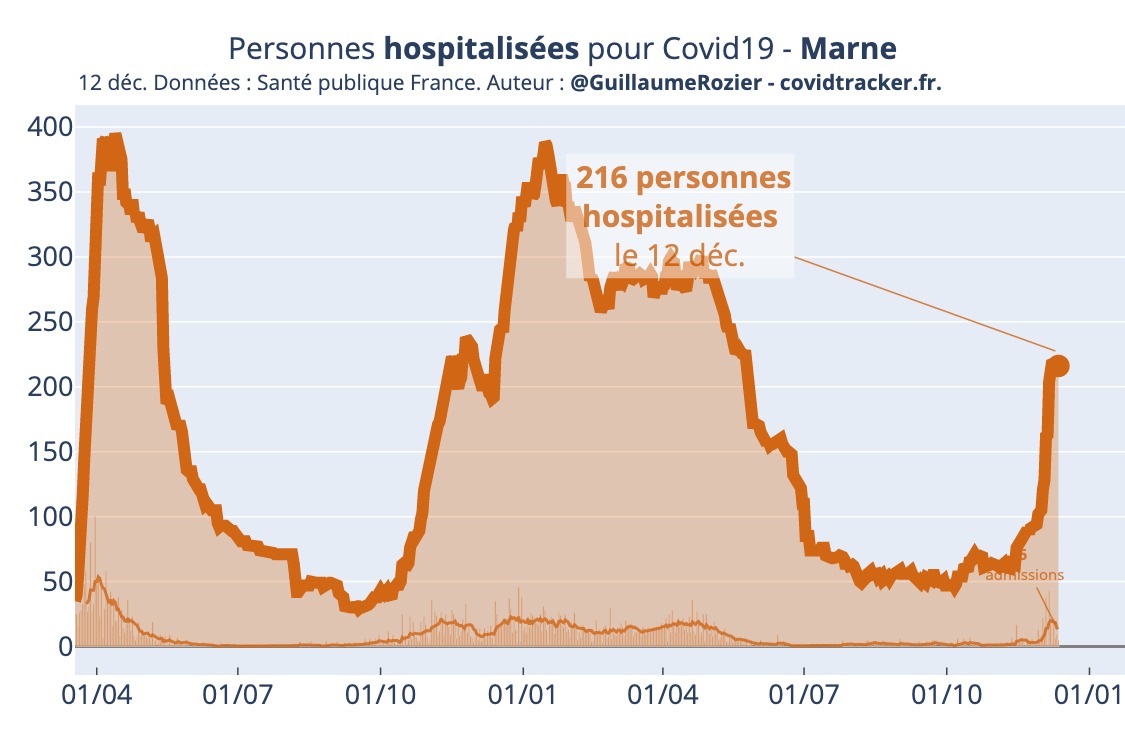 Personnes hospitalisées pour Covid19 - Marne
12 déc. Données : Santé publique France. Auteur : @GuillaumeRozier - covidtracker.fr.
400
350
300
250
200
150
100
50
0
216 personnes
hospitalisées
le 12 déc.
admissions
01/04
01/07
01/10
01/01
01/04
01/07
01/10
01/01